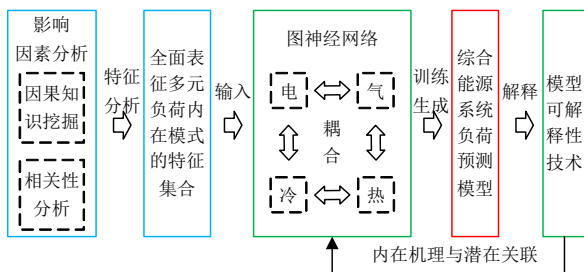 影响
因素分析
因果知
识挖掘
相关性
分析
特征
分析
全面表
征多元
负荷内
在模式
的特征
集合
输入
图神经网络
电
气
耦
合
冷
热
训练
生成
综合
能源
系统
负荷
预测
模型
解释
模型
可解
释性
技术
内在机理与潜在关联